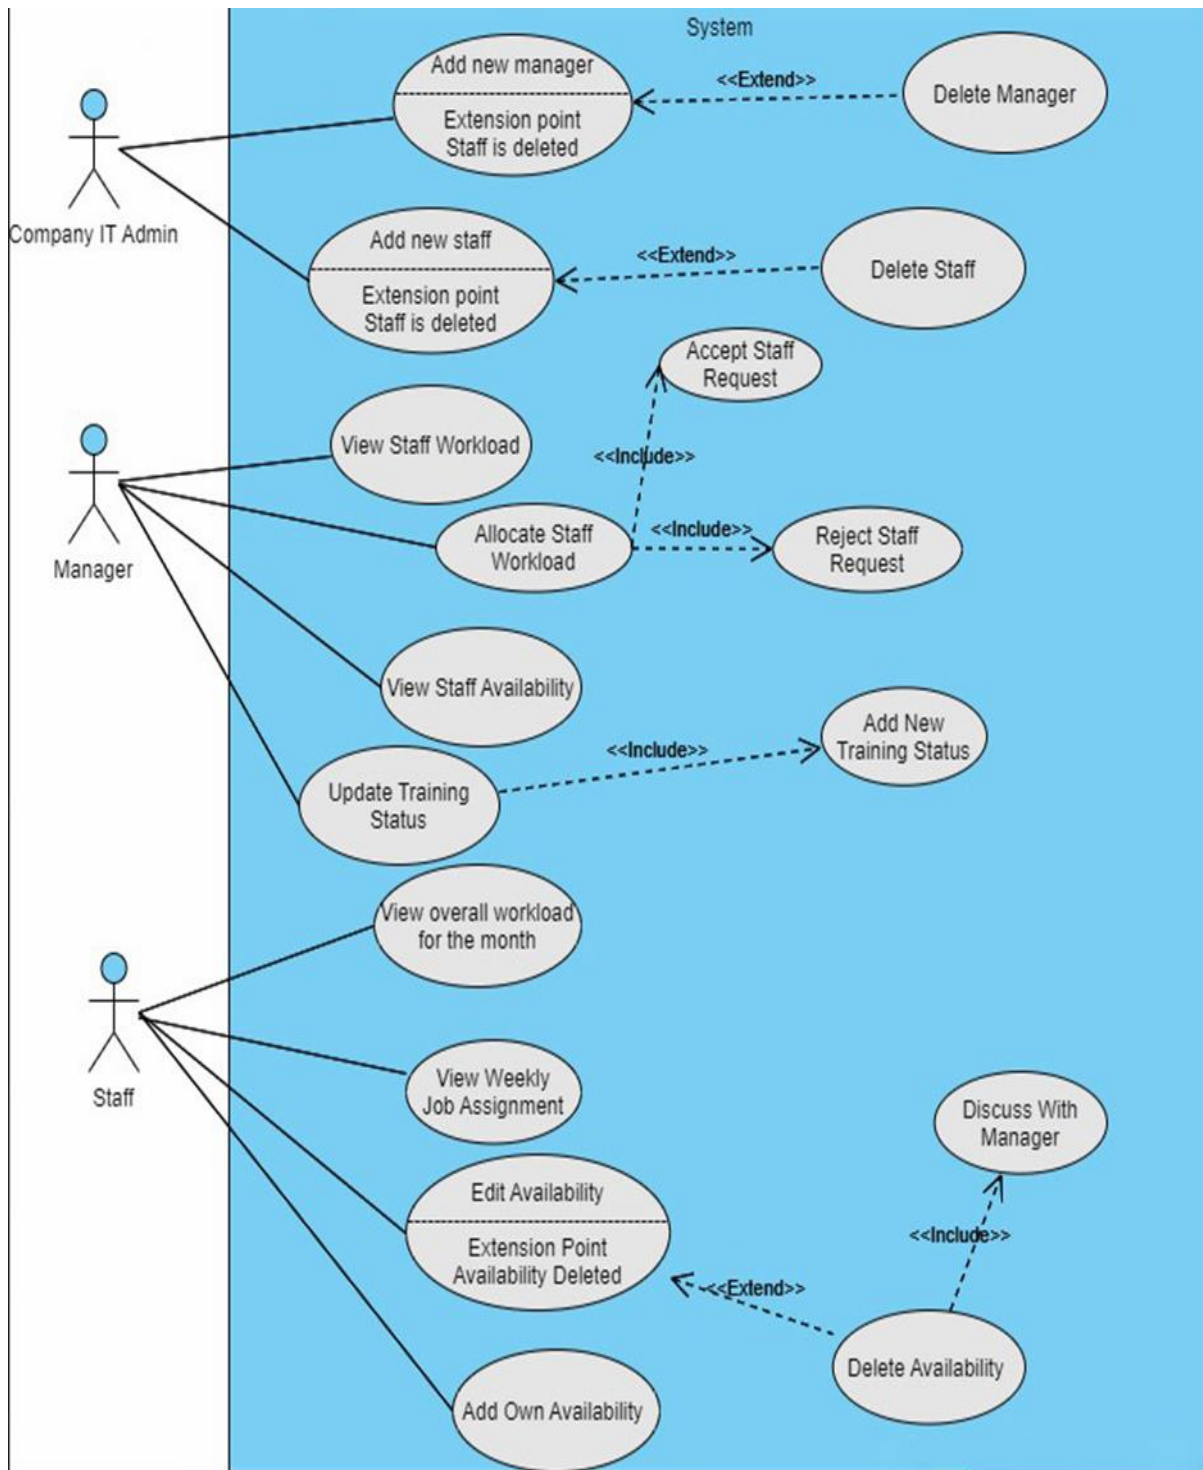 System
Add new manager
Extension point
Staff is deleted
<<Extend>>
Delete Manager
Company IT Admin
Add new staff
Extension point
Staff is deleted
<<Extend>>
Delete Staff
Accept Staff
Request
View Staff Workload
<<Include>>
Manager
Allocate Staff
Workload
<<Include>>
Reject Staff
Request
View Staff Availability
Add New
Training Status
<<Include>>
Update Training
Status
View overall workload
for the month
Staff
View Weekly
Job Assignment
Discuss With
Manager
Edit Availability
Extension Point
Availability Deleted
<<Include>>
<<Extend>>
Delete Availability
Add Own Availability